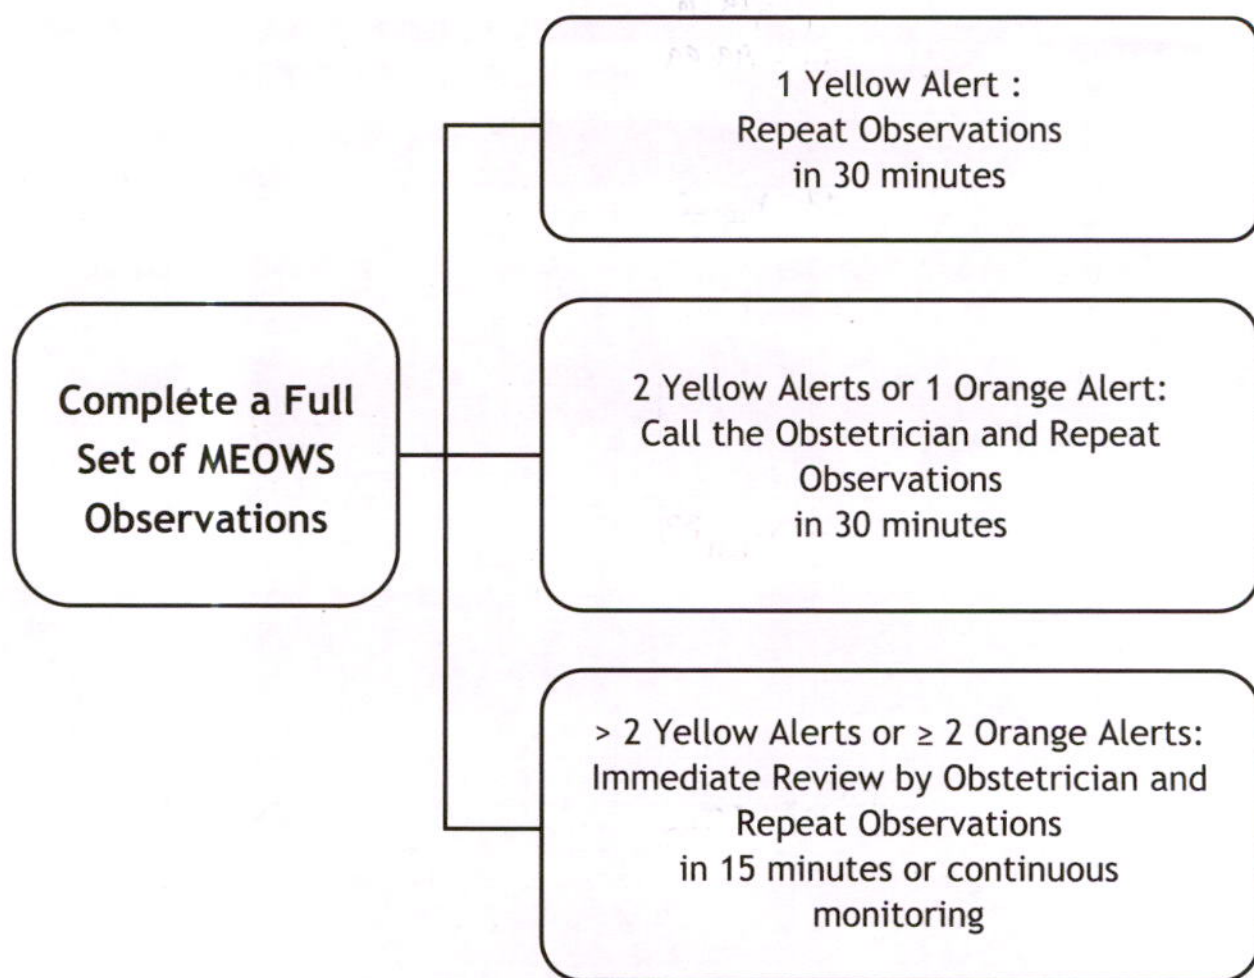 Complete a Full
Set of MEOWS
Observations
1 Yellow Alert :
Repeat Observations
in 30 minutes
2 Yellow Alerts or 1 Orange Alert:
Call the Obstetrician and Repeat
Observations
in 30 minutes
> 2 Yellow Alerts or ≥ 2 Orange Alerts:
Immediate Review by Obstetrician and
Repeat Observations
in 15 minutes or continuous
monitoring